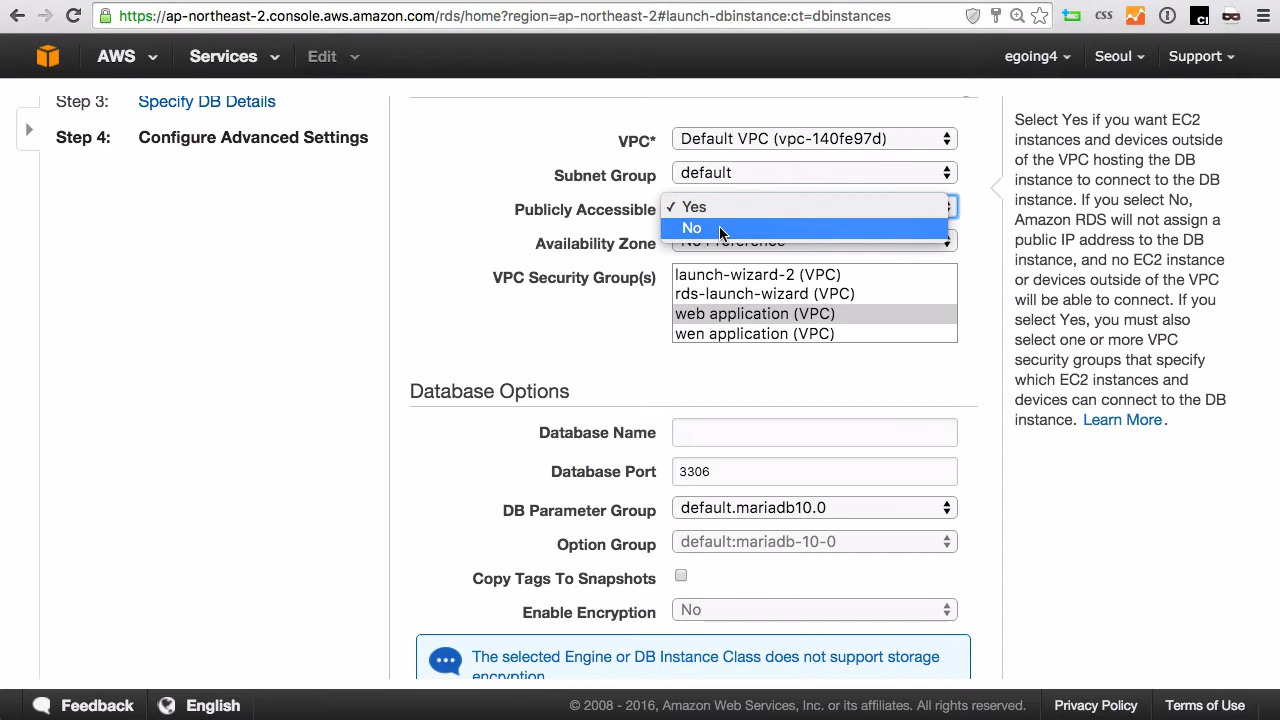 https://ap-northeast-2.console.aws.amazon.com/rds/home?region=ap-northeast-2#launch-dbinstance:ct=dbinstances
css
AWS
Services
Edit
egoing4
Seoul
Support
Step 3:
Specify DB Details
Step 4:
Configure Advanced Settings
VPC*
Default VPC (vpc-140fe97d)
Subnet Group
default
Publicly Accessible
✓ Yes
No
Availability Zone
No Preference
VPC Security Group(s)
launch-wizard-2 (VPC)
rds-launch-wizard (VPC)
web application (VPC)
wen application (VPC)
Database Options
Database Name
Database Port
3306
DB Parameter Group
default.mariadb10.0
Option Group
default:mariadb-10-0
Copy Tags To Snapshots
Enable Encryption
No
The selected Engine or DB Instance Class does not support storage
encryption
Select Yes if you want EC2
instances and devices outside
of the VPC hosting the DB
instance to connect to the DB
instance. If you select No,
Amazon RDS will not assign a
public IP address to the DB
instance, and no EC2 instance
or devices outside of the VPC
will be able to connect. If you
select Yes, you must also
select one or more VPC
security groups that specify
which EC2 instances and
devices can connect to the DB
instance. Learn More.
Feedback
English
© 2008 - 2016, Amazon Web Services, Inc. or its affiliates. All rights reserved.
Privacy Policy
Terms of Use